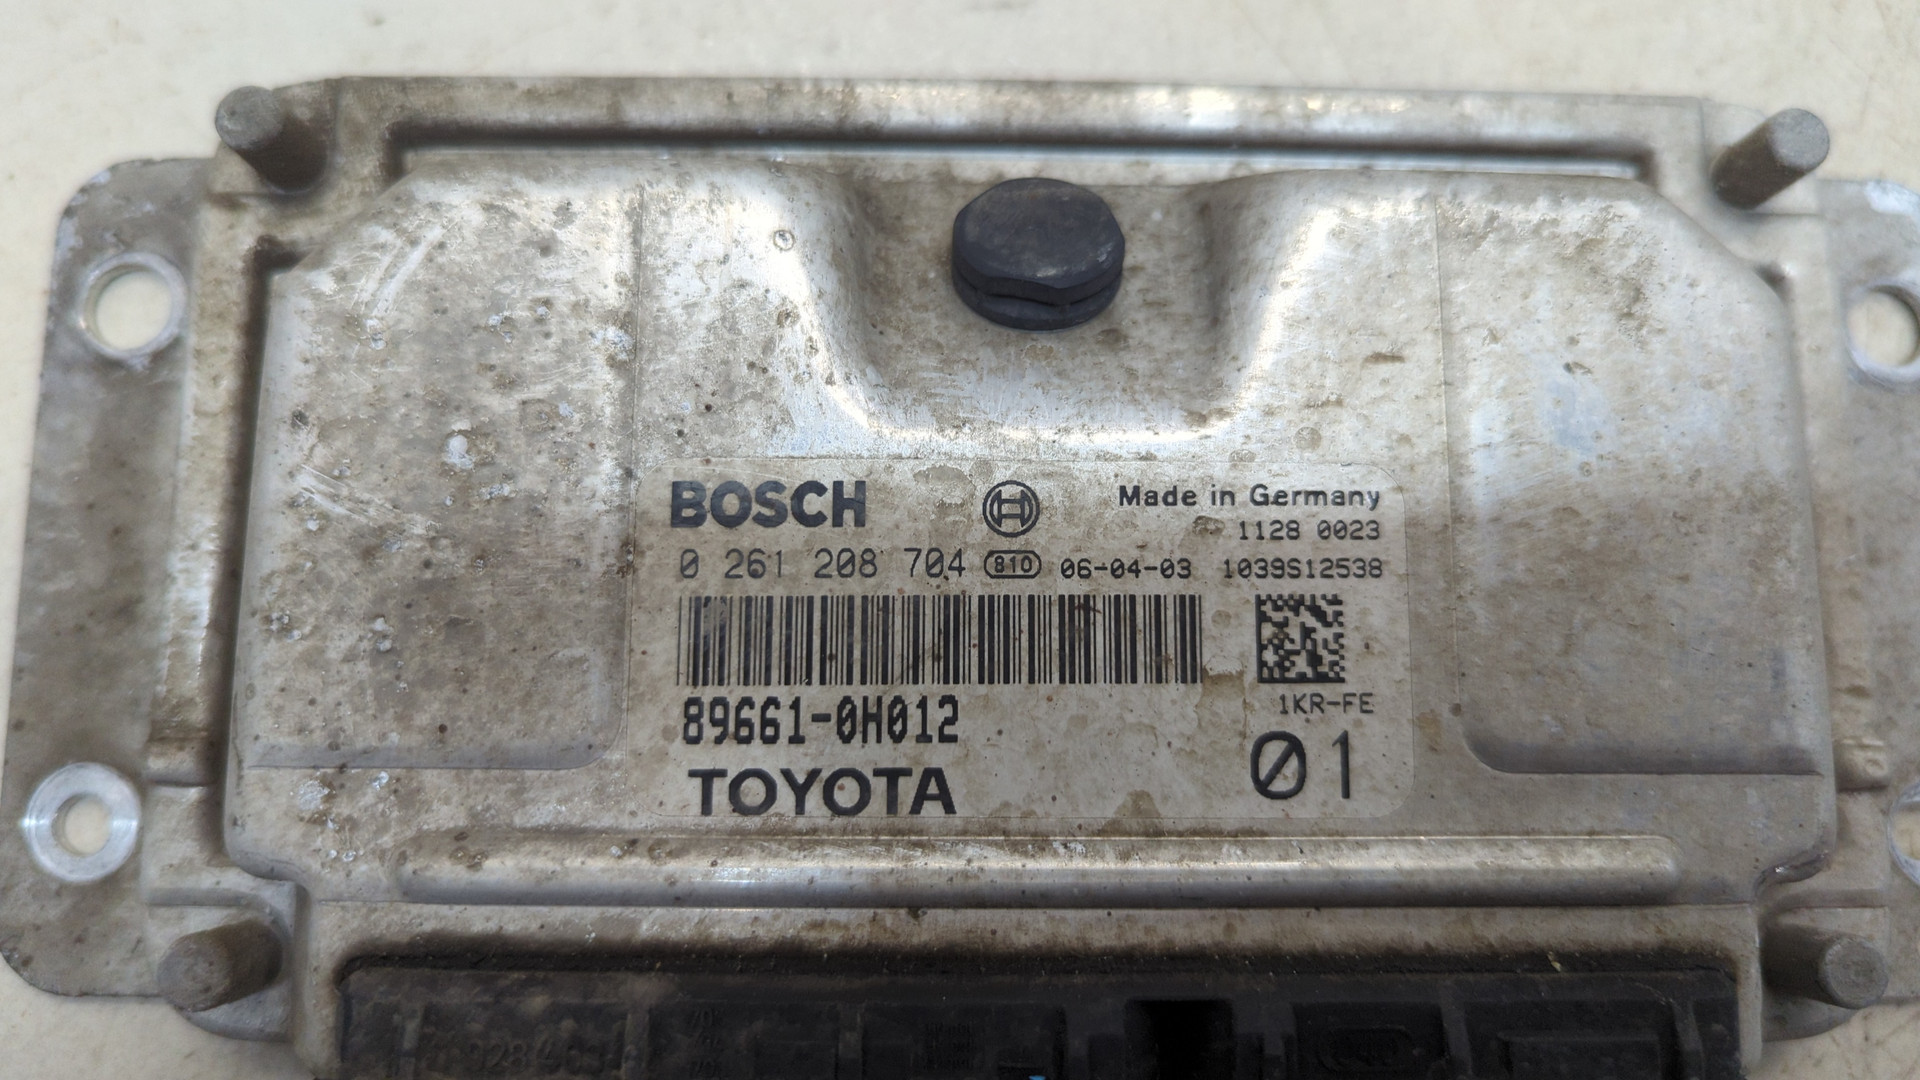 BOSCH
Made in Germany
1128 0023
0 261 208 704 810 06-04-03 1039S12538
89661-0H012
1KR-FE
TOYOTA
01